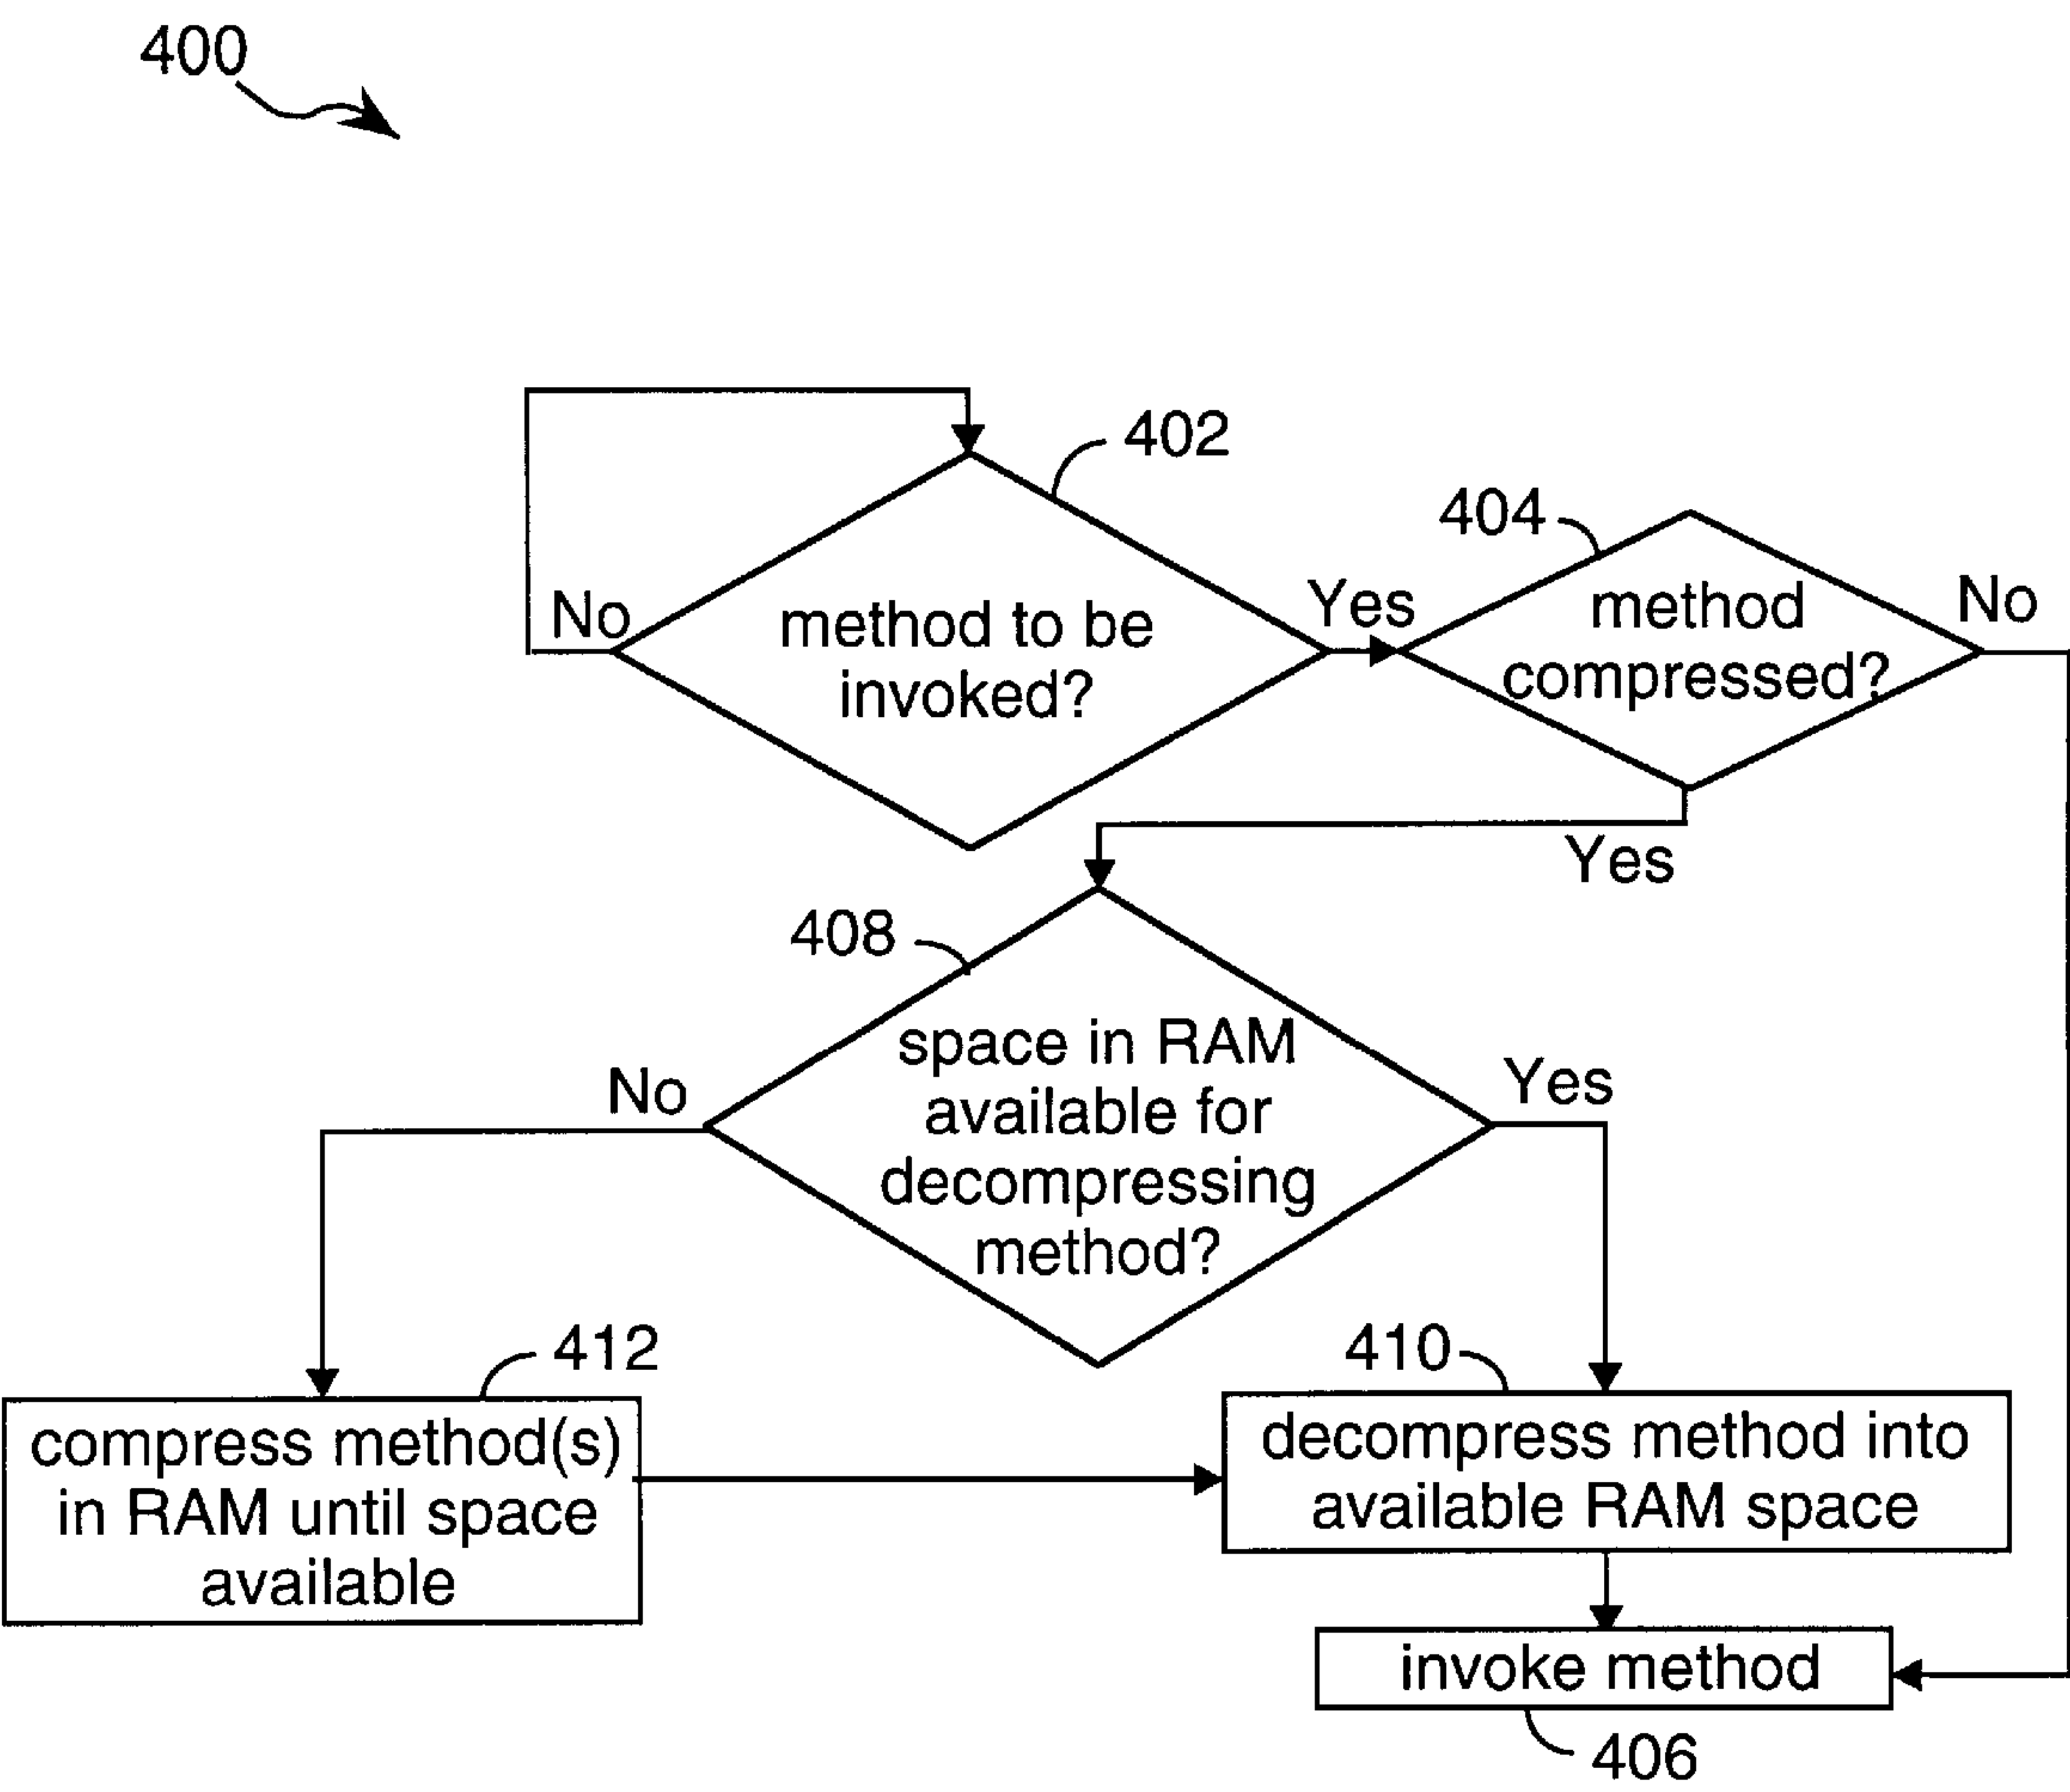 400
402
404
No
method to be
invoked?
Yes
method
compressed?
No
Yes
408
space in RAM
available for
decompressing
method?
No
Yes
412
410
compress method(s)
in RAM until space
available
decompress method into
available RAM space
invoke method
406